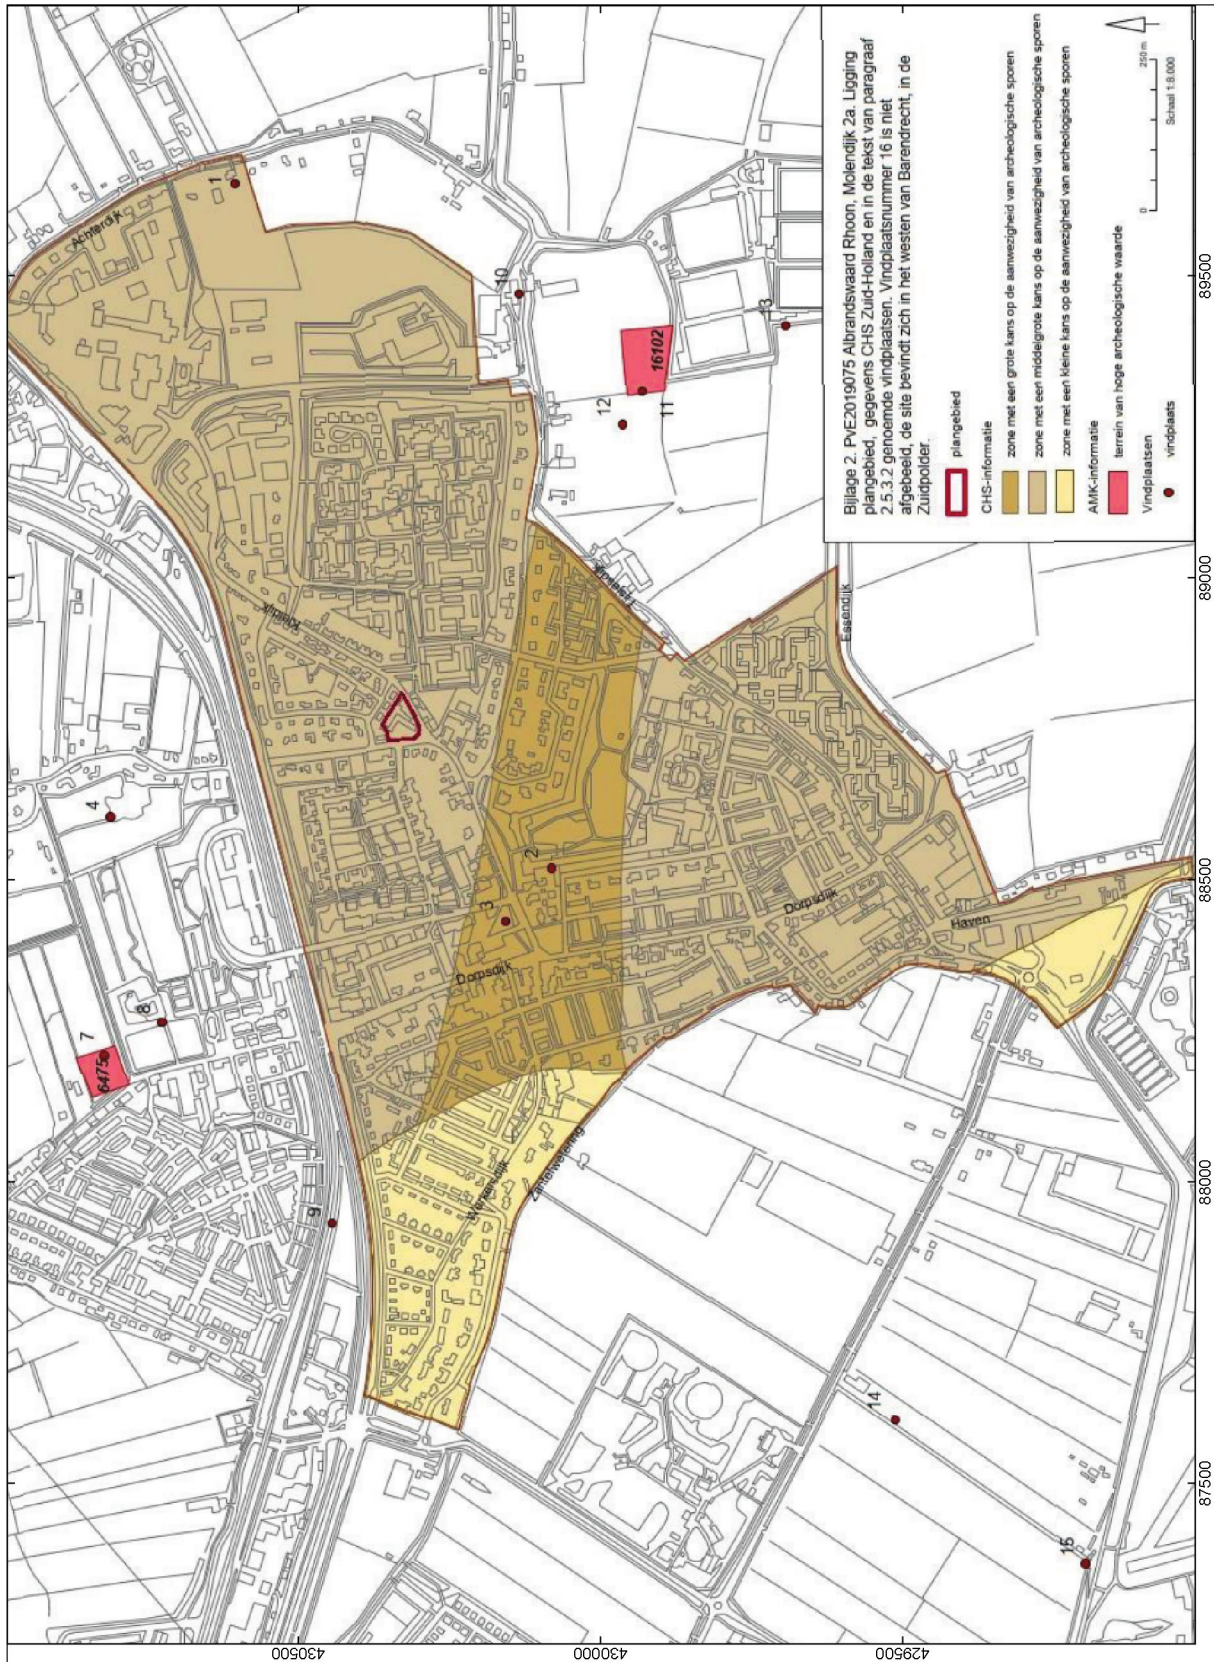 Bijlage 2. PvE2019075 Albrandswaard Rhoon, Molendijk 2a. Ligging
plangebied, gegevens CHS Zuid-Holland en in de tekst van paragraaf
2.5.3.2 genoemde vindplaatsen. Vindplaatsnummer 16 is niet
afgebeeld, de site bevindt zich in het westen van Barendrecht, in de
Zuidpolder.
plangebied
CHS-informatie
zone met een grote kans op de aanwezigheid van archeologische sporen
zone met een middelgrote kans op de aanwezigheid van archeologische sporen
zone met een kleine kans op de aanwezigheid van archeologische sporen
AMK-informatie
terrein van hoge archeologische waarde
Vindplaatsen
vindplaats
0
250 m
Schaal 1:8.000
Achterdijk
1
4
Kleidijk
10
12
11
16102
13
7
6475
8
3
2
Dorpsdijk
9
Essendijk
Zantelwetering
Dorpsdijk
Haven
14
15
430500
430000
429500
87500
88000
88500
89000
89500